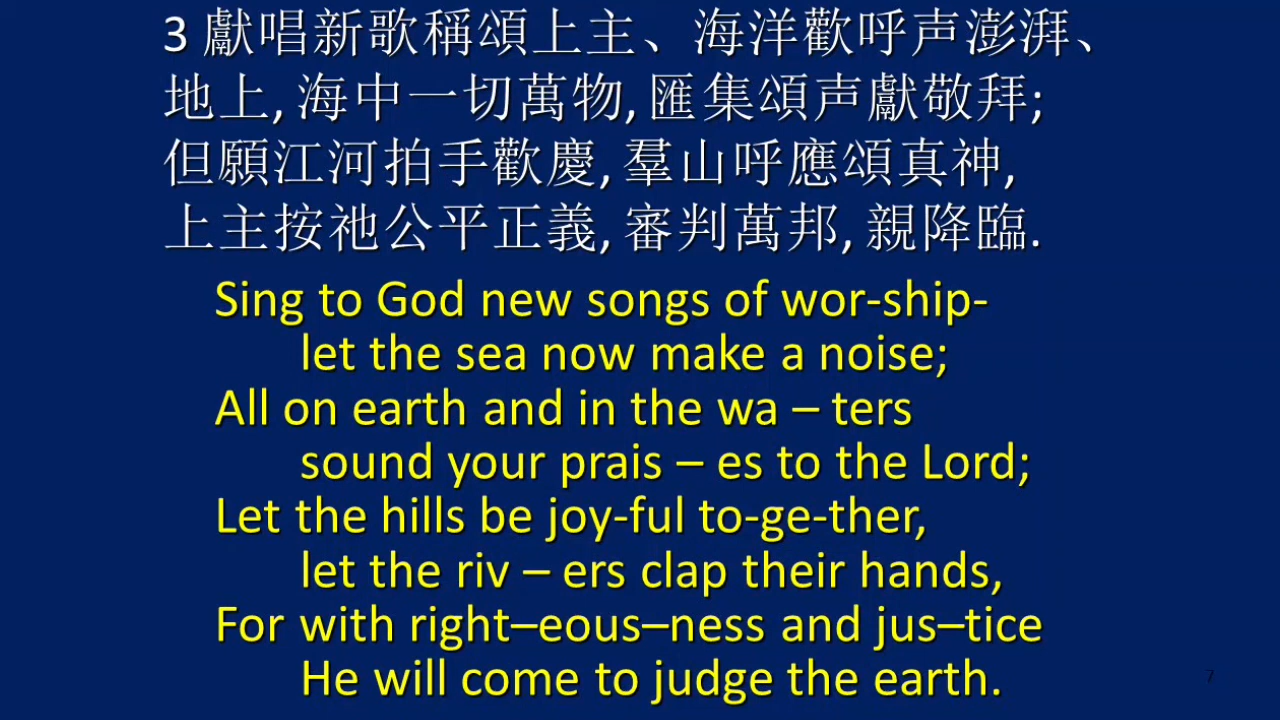 3 獻唱新歌稱頌上主、海洋歡呼声澎湃、
地上, 海中一切萬物, 匯集頌声獻敬拜;
但願江河拍手歡慶, 羣山呼應頌真神,
上主按祂公平正義, 審判萬邦, 親降臨.
Sing to God new songs of wor-ship-
let the sea now make a noise;
All on earth and in the wa – ters
sound your prais – es to the Lord;
Let the hills be joy-ful to-ge-ther,
let the riv – ers clap their hands,
For with right–eous–ness and jus–tice
He will come to judge the earth.
7